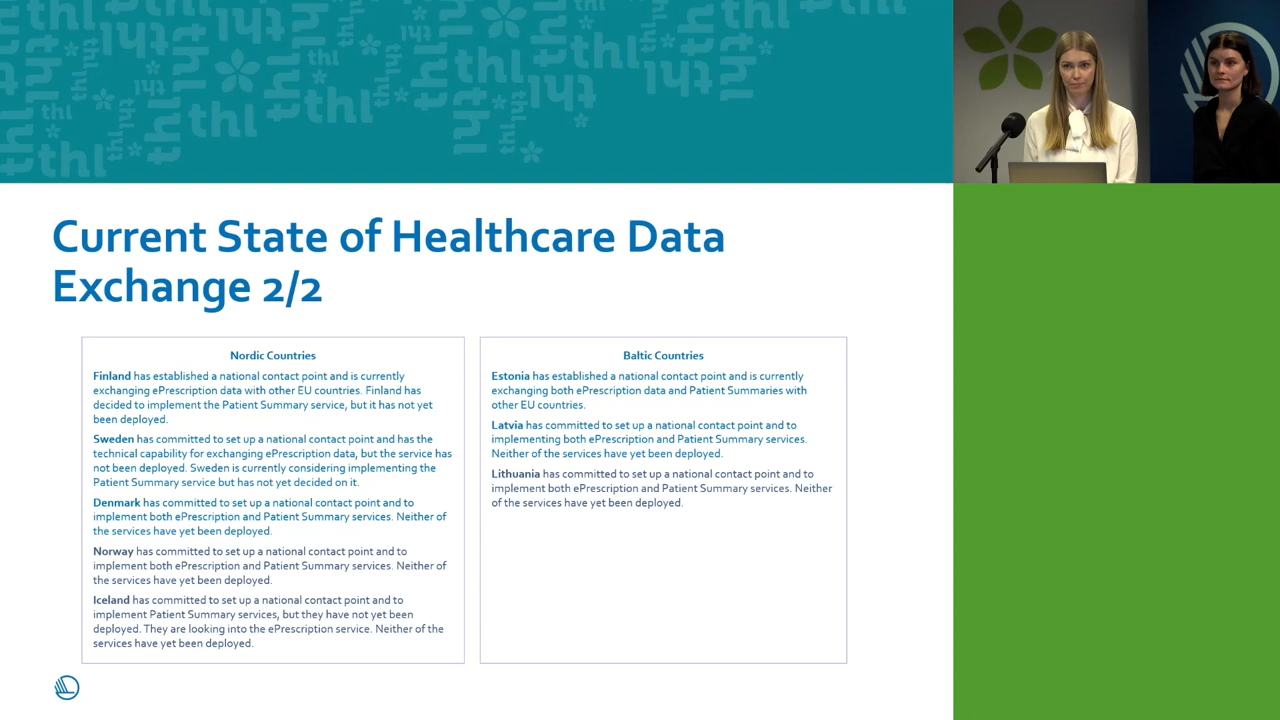 thl
thl
thl
thl
thl
thl
thl
thl
thl
thl
thl
thl
Current State of Healthcare Data
Exchange 2/2
Nordic Countries
Finland has established a national contact point and is currently
exchanging ePrescription data with other EU countries. Finland has
decided to implement the Patient Summary service, but it has not yet
been deployed.
Sweden has committed to set up a national contact point and has the
technical capability for exchanging ePrescription data, but the service has
not been deployed. Sweden is currently considering implementing the
Patient Summary service but has not yet decided on it.
Denmark has committed to set up a national contact point and to
implement both ePrescription and Patient Summary services. Neither of
the services have yet been deployed.
Norway has committed to set up a national contact point and to
implement both ePrescription and Patient Summary services. Neither of
the services have yet been deployed.
Iceland has committed to set up a national contact point and to
implement Patient Summary services, but they have not yet been
deployed. They are looking into the ePrescription service. Neither of the
services have yet been deployed.
Baltic Countries
Estonia has established a national contact point and is currently
exchanging both ePrescription data and Patient Summaries with
other EU countries.
Latvia has committed to set up a national contact point and to
implementing both ePrescription and Patient Summary services.
Neither of the services have yet been deployed.
Lithuania has committed to set up a national contact point and to
implement both ePrescription and Patient Summary services. Neither
of the services have yet been deployed.